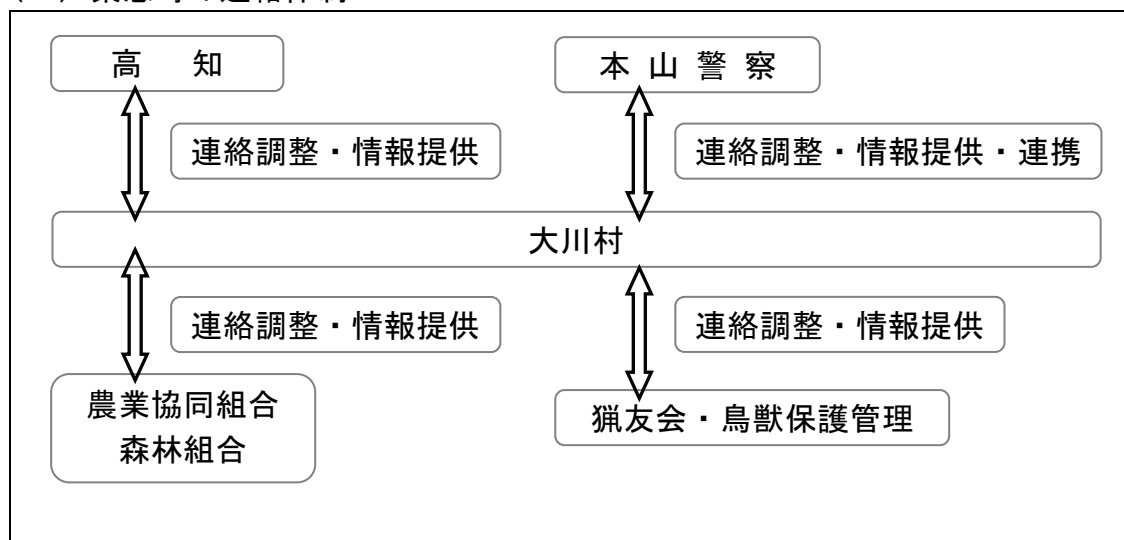 高 知
本 山 警 察
連絡調整・情報提供
連絡調整・情報提供・連携
大川村
連絡調整・情報提供
連絡調整・情報提供
農業協同組合
森林組合
猟友会・鳥獣保護管理